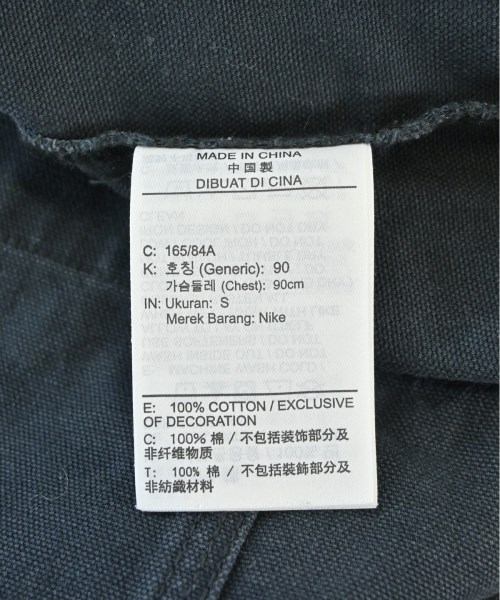 MADE IN CHINA
中国製
DIBUAT DI CINA
C: 165/84A
K: 호칭 (Generic): 90
가슴둘레 (Chest): 90cm
IN: Ukuran: S
Merek Barang: Nike
E: 100% COTTON / EXCLUSIVE
OF DECORATION
C: 100% 棉 / 不包括装饰部分及
非纤维物质
T: 100% 棉 / 不包括裝飾部分及
非紡織材料